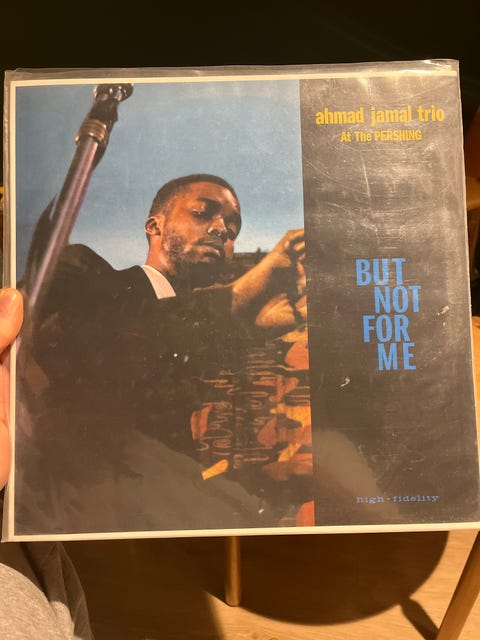 ahmad jamal trio
At The PERSHING
BUT
NOT
FOR
ME
high-fidelity